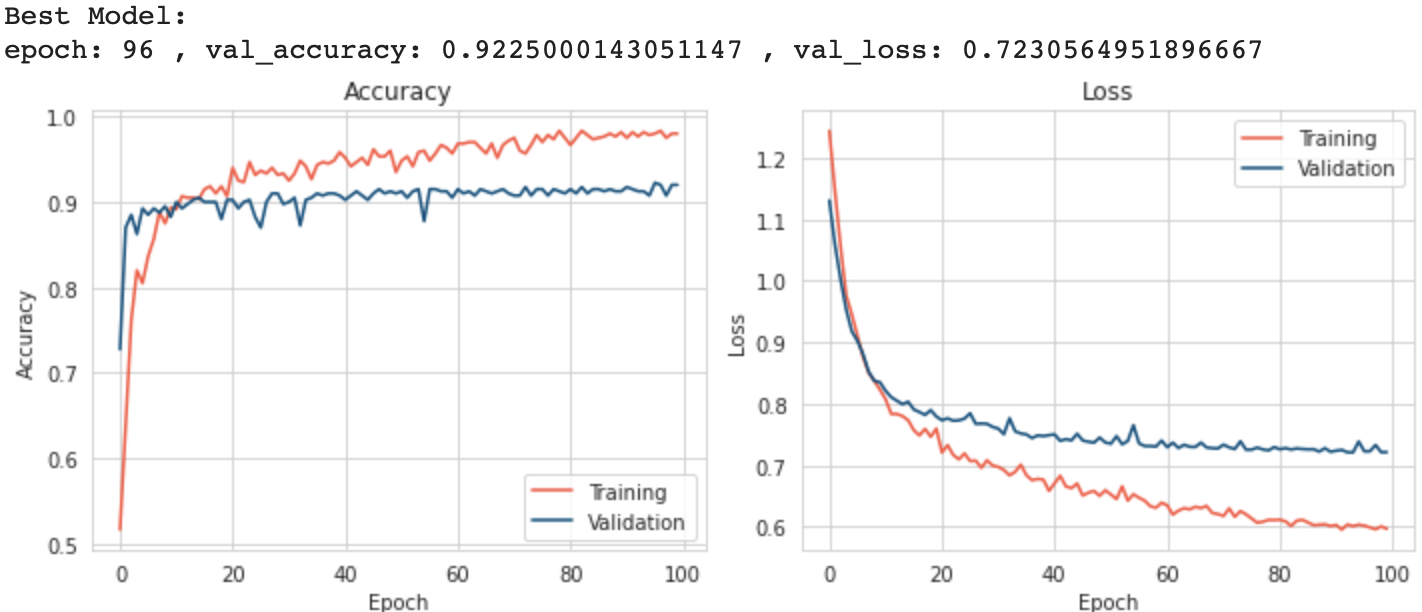 Best Model:
epoch: 96 , val_accuracy: 0.9225000143051147 , val_loss: 0.7230564951896667
Accuracy
1.0
0.9
0.8
0.7
0.6
0.5
Accuracy
Training
Validation
0 20 40 60 80 100
Epoch
Loss
1.2
1.1
1.0
0.9
0.8
0.7
0.6
Loss
Training
Validation
0 20 40 60 80 100
Epoch